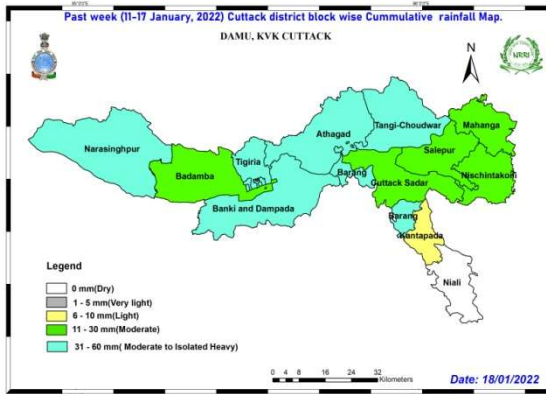 Past week (11-17 January, 2022) Cuttack district block wise Cummulative rainfall Map.
DAMU, KVK CUTTACK
N
NRRI
Tangi-Choudwar
Mahanga
Athagad
Narasinghpur
Salepur
Tigiria
Badamba
Nischintakoili
Barang
Cuttack Sadar
Banki and Dampada
Barang
Kantapada
Niali
Legend
0 mm(Dry)
1 - 5 mm(Very light)
6 - 10 mm(Light)
11 - 30 mm(Moderate)
31 - 60 mm( Moderate to Isolated Heavy)
0 4 8 16 24 32
Kilometers
Date: 18/01/2022